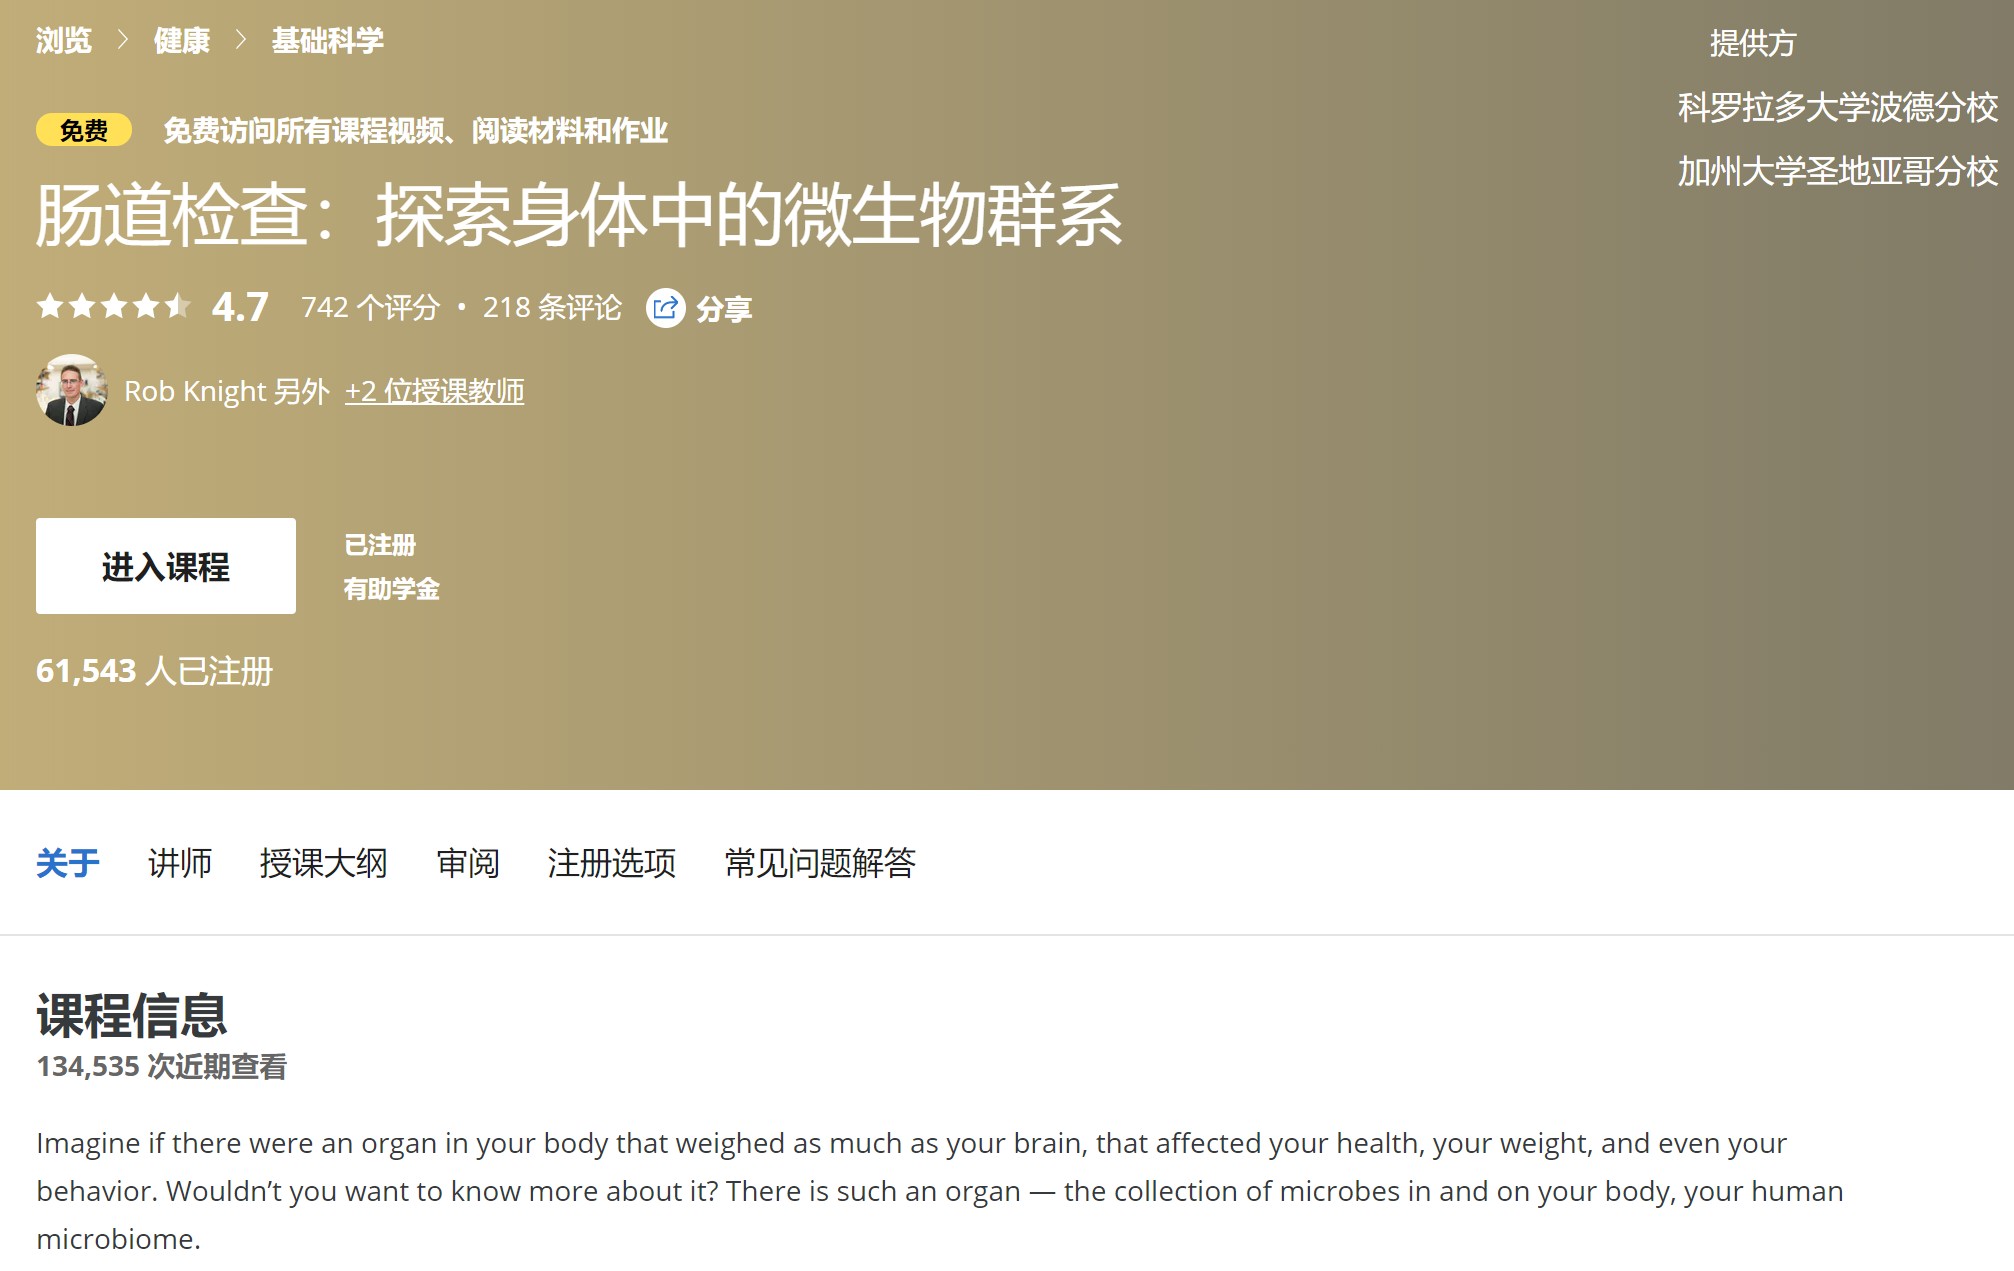 浏览 > 健康 > 基础科学
提供方
科罗拉多大学波德分校
加州大学圣地亚哥分校
免费 免费访问所有课程视频、阅读材料和作业
肠道检查：探索身体中的微生物群系
4.7 742 个评分 • 218 条评论 分享
Rob Knight 另外 +2 位授课教师
进入课程
已注册
有助学金
61,543 人已注册
关于 讲师 授课大纲 审阅 注册选项 常见问题解答
课程信息
134,535 次近期查看
Imagine if there were an organ in your body that weighed as much as your brain, that affected your health, your weight, and even your
behavior. Wouldn’t you want to know more about it? There is such an organ — the collection of microbes in and on your body, your human
microbiome.